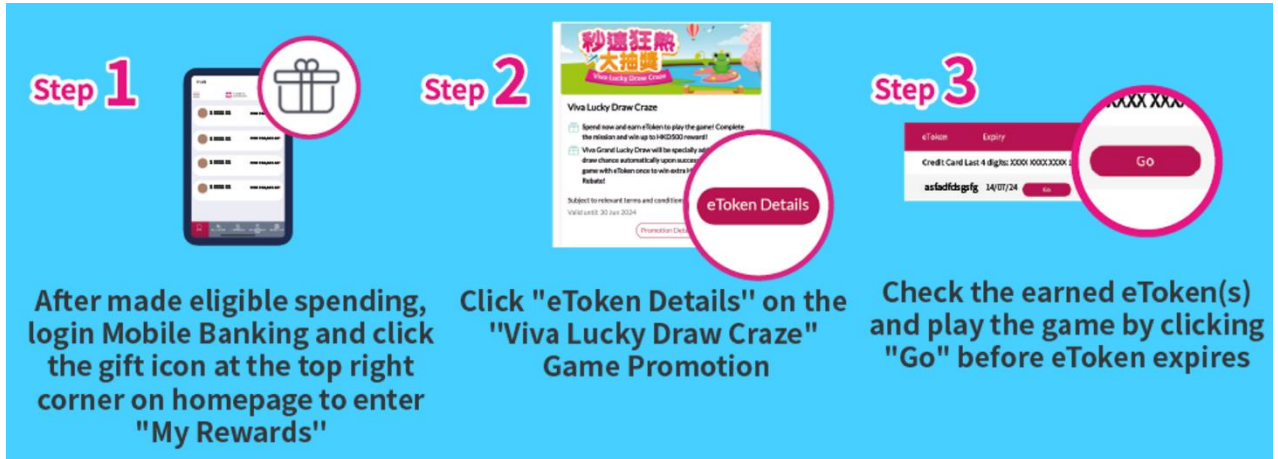 Step 1
After made eligible spending,
login Mobile Banking and click
the gift icon at the top right
corner on homepage to enter
"My Rewards"
Step 2
秒速狂熱
大抽獎
Viva Lucky Draw Craze
Viva Lucky Draw Craze
Spend now and earn eToken to play the game! Complete
the mission and win up to HKD500 reward!
Viva Grand Lucky Draw will be specially
draw chance automatically upon success
game with eToken once to win extra
Rebate!
Subject to relevant terms and condition
Valid until 30 Jun 2024
Promotion
eToken Details
Click "eToken Details" on the
"Viva Lucky Draw Craze"
Game Promotion
Step 3
eToken Expiry
Credit Card Last 4 digits: XXXX XXXX XXXX
asfadfdsgsfg 14/07/24 Go
XXXX XXX
Go
Check the earned eToken(s)
and play the game by clicking
"Go" before eToken expires